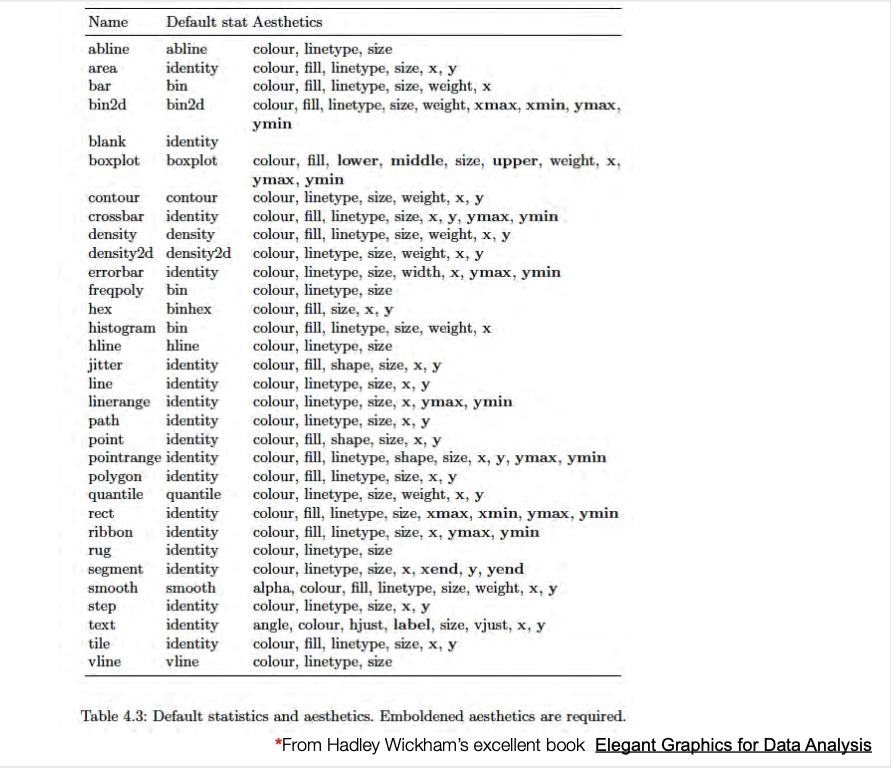 Name Default stat Aesthetics
abline abline colour, linetype, size
area identity colour, fill, linetype, size, x, y
bar bin colour, fill, linetype, size, weight, x
bin2d bin2d colour, fill, linetype, size, weight, xmax, xmin, ymax,
ymin
blank identity
boxplot boxplot colour, fill, lower, middle, size, upper, weight, x,
ymax, ymin
contour contour colour, linetype, size, weight, x, y
crossbar identity colour, fill, linetype, size, x, y, ymax, ymin
density density colour, fill, linetype, size, weight, x, y
density2d density2d colour, linetype, size, weight, x, y
errorbar identity colour, linetype, size, width, x, ymax, ymin
freqpoly bin colour, linetype, size
hex binhex colour, fill, size, x, y
histogram bin colour, fill, linetype, size, weight, x
hline hline colour, linetype, size
jitter identity colour, fill, shape, size, x, y
line identity colour, linetype, size, x, y
linerange identity colour, linetype, size, x, ymax, ymin
path identity colour, linetype, size, x, y
point identity colour, fill, shape, size, x, y
pointrange identity colour, fill, linetype, shape, size, x, y, ymax, ymin
polygon identity colour, fill, linetype, size, x, y
quantile quantile colour, linetype, size, weight, x, y
rect identity colour, fill, linetype, size, xmax, xmin, ymax, ymin
ribbon identity colour, fill, linetype, size, x, ymax, ymin
rug identity colour, linetype, size
segment identity colour, linetype, size, x, xend, y, yend
smooth smooth alpha, colour, fill, linetype, size, weight, x, y
step identity colour, linetype, size, x, y
text identity angle, colour, hjust, label, size, vjust, x, y
tile identity colour, fill, linetype, size, x, y
vline vline colour, linetype, size
Table 4.3: Default statistics and aesthetics. Emboldened aesthetics are required.
*From Hadley Wickham's excellent book Elegant Graphics for Data Analysis